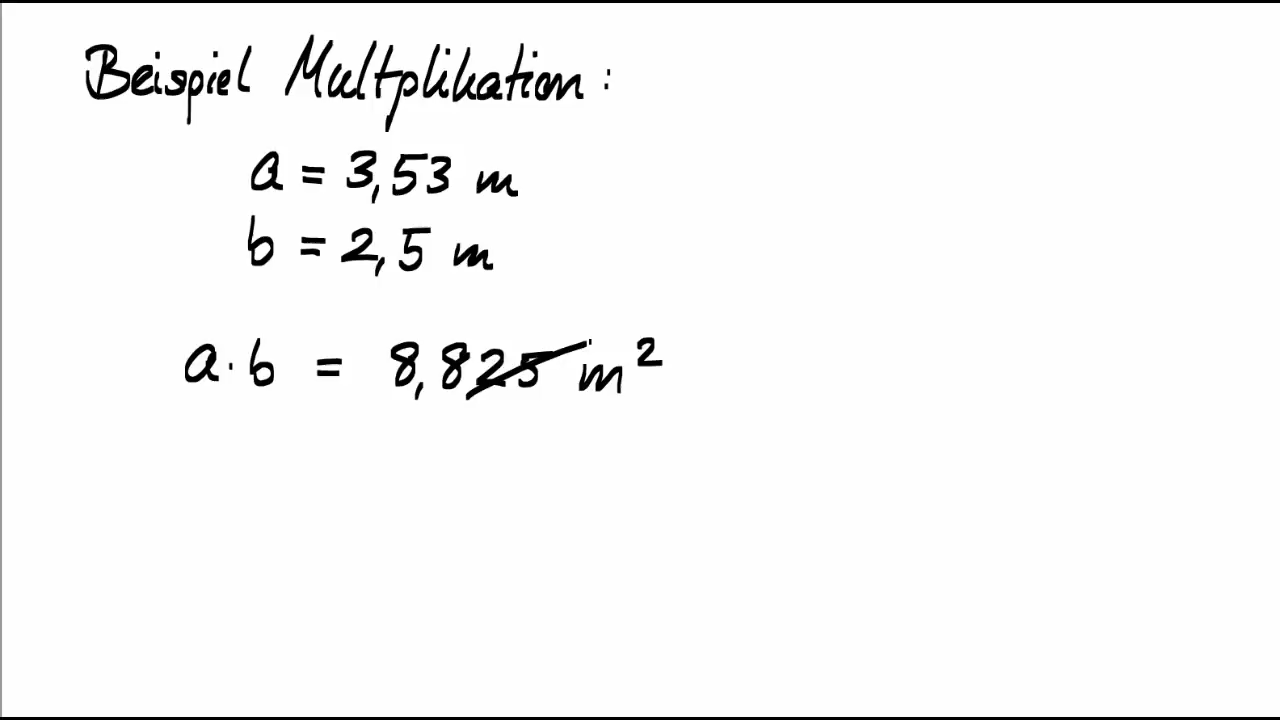 Beispiel Multplikation:
a = 3,53 m
b = 2,5 m
a · b = 8,825 m²